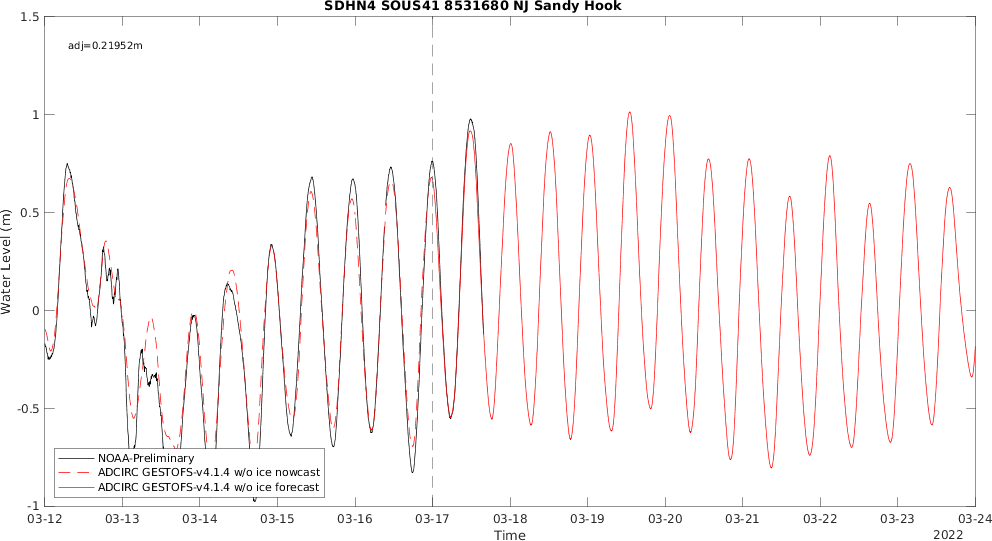 SDHN4 SOUS41 8531680 NJ Sandy Hook
adj=0.21952m
1.5
1
0.5
0
-0.5
-1
Water Level (m)
NOAA-Preliminary
ADCIRC GESTOFS-v4.1.4 w/o ice nowcast
ADCIRC GESTOFS-v4.1.4 w/o ice forecast
03-12 03-13 03-14 03-15 03-16 03-17 03-18 03-19 03-20 03-21 03-22 03-23 03-24
Time
2022